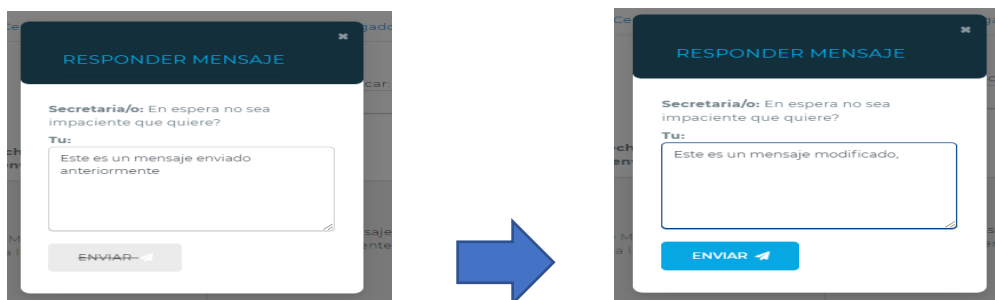 RESPONDER MENSAJE
Secretaria/o: En espera no sea
impaciente que quiere?
Tu:
Este es un mensaje enviado
anteriormente
ENVIAR
RESPONDER MENSAJE
Secretaria/o: En espera no sea
impaciente que quiere?
Tu:
Este es un mensaje modificado,
ENVIAR